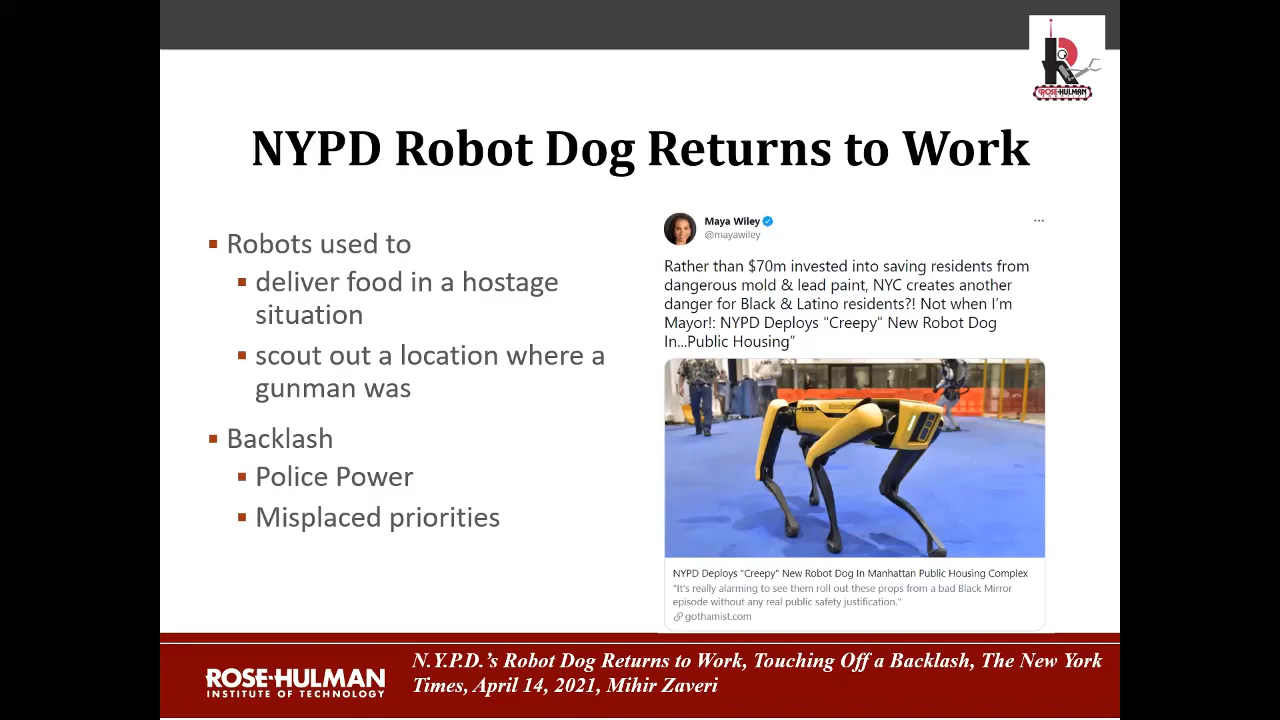 ROSE-HULMAN
NYPD Robot Dog Returns to Work
Robots used to
deliver food in a hostage
situation
scout out a location where a
gunman was
Backlash
Police Power
Misplaced priorities
Maya Wiley
@mayawiley
Rather than $70m invested into saving residents from
dangerous mold & lead paint, NYC creates another
danger for Black & Latino residents?! Not when I'm
Mayor!: NYPD Deploys "Creepy" New Robot Dog
In...Public Housing"
NYPD Deploys "Creepy" New Robot Dog In Manhattan Public Housing Complex
"It's really alarming to see them roll out these props from a bad Black Mirror
episode without any real public safety justification."
gothamist.com
ROSE-HULMAN
INSTITUTE OF TECHNOLOGY
N.Y.P.D.'s Robot Dog Returns to Work, Touching Off a Backlash, The New York
Times, April 14, 2021, Mihir Zaveri